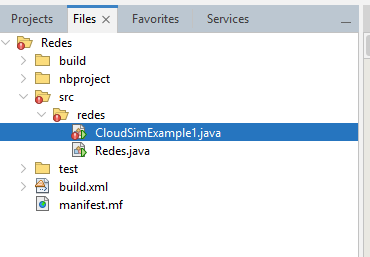 Projects Files Favorites Services
Redes
build
nbproject
src
redes
CloudSimExample1.java
Redes.java
test
build.xml
manifest.mf